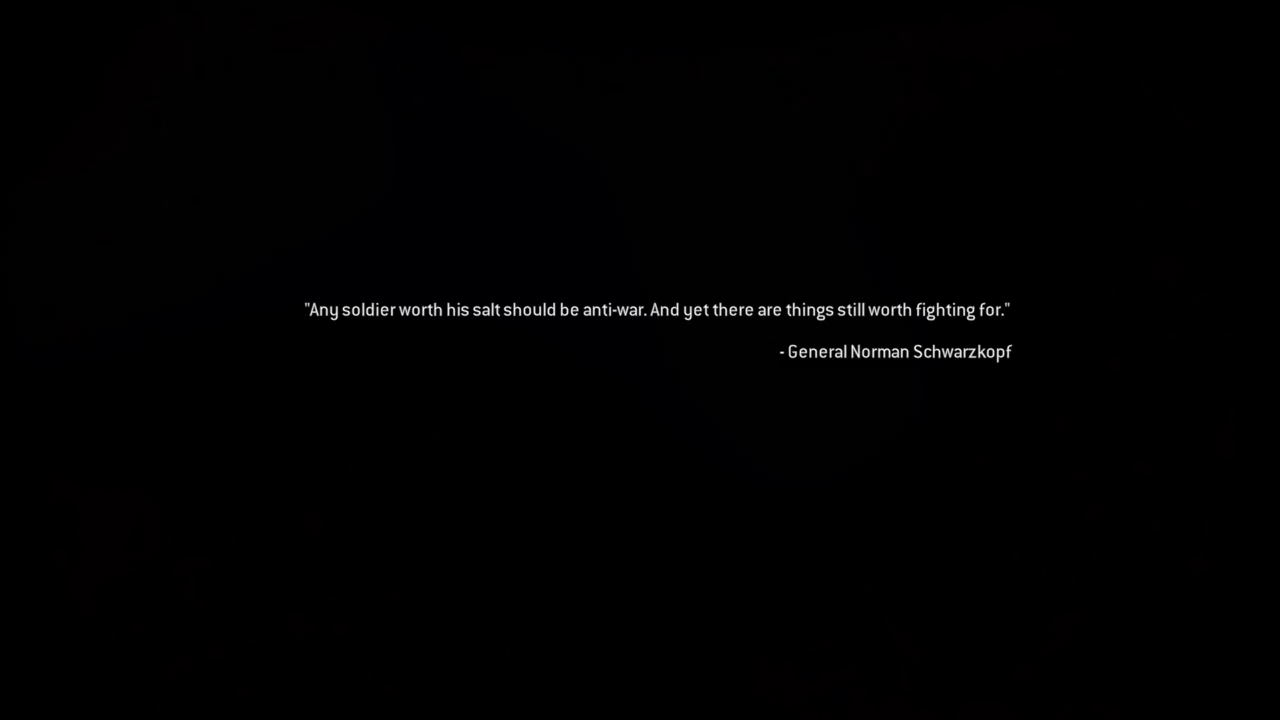 "Any soldier worth his salt should be anti-war. And yet there are things still worth fighting for."
- General Norman Schwarzkopf